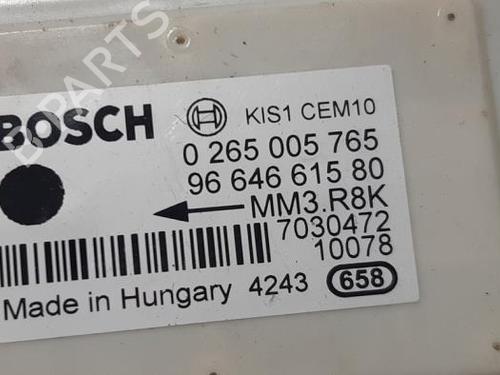 BOSCH KIS1 CEM10
0 265 005 765
96 646 615 80
MM3.R8K
7030472
10078
Made in Hungary 4243 658
PARTS